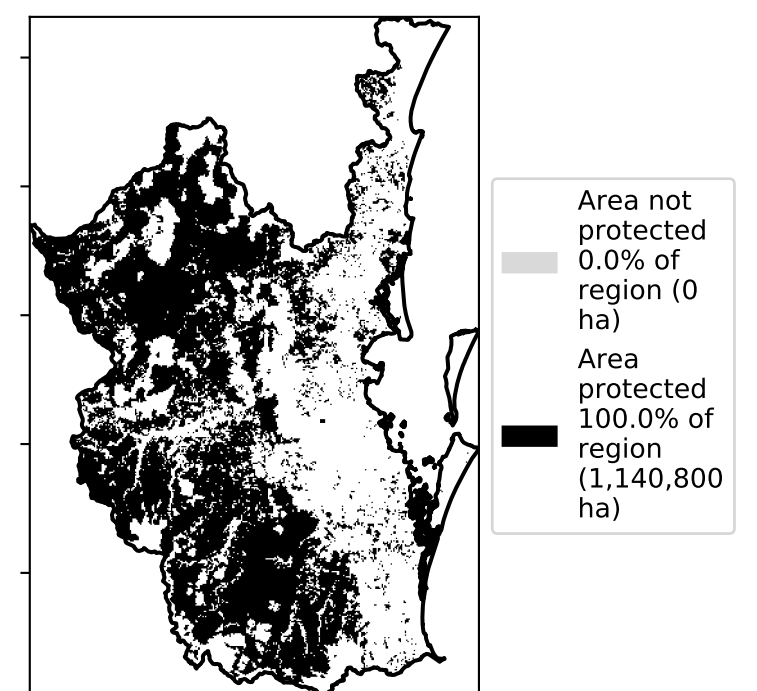 Area not
protected
0.0% of
region (0
ha)
Area
protected
100.0% of
region
(1,140,800
ha)